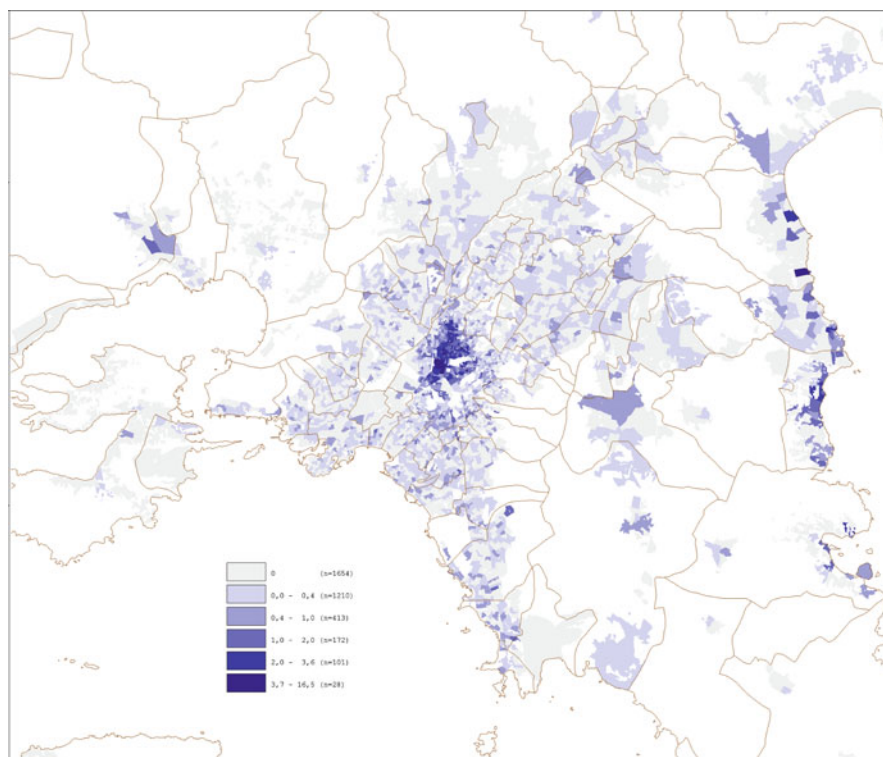 0 (n=1654)
0,0 - 0,4 (n=1210)
0,4 - 1,0 (n=413)
1,0 - 2,0 (n=172)
2,0 - 3,6 (n=101)
3,7 - 16,5 (n=28)